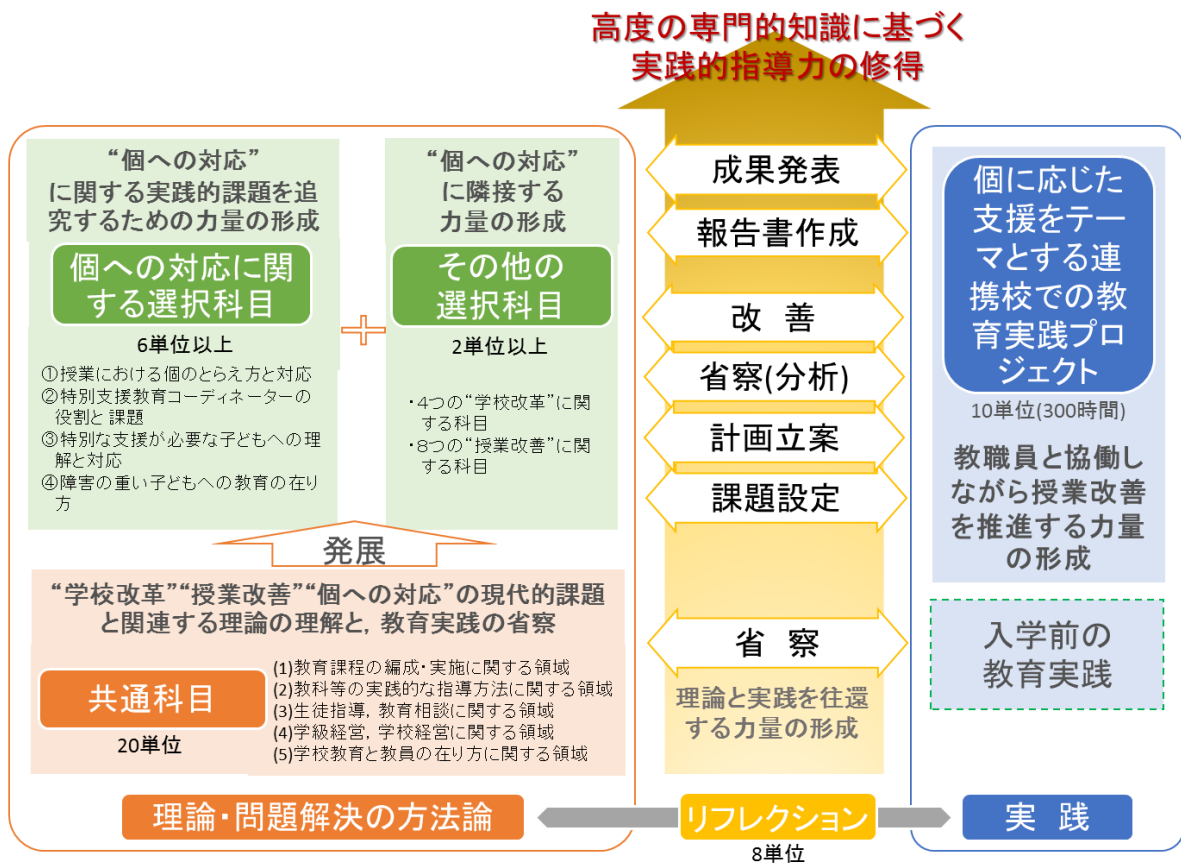 高度の専門的知識に基づく
実践的指導力の修得
“個への対応”
に関する実践的課題を追
究するための力量の形成
個への対応に関
する選択科目
6単位以上
①授業における個のとらえ方と対応
②特別支援教育コーディネーターの
役割と課題
③特別な支援が必要な子どもへの理
解と対応
④障害の重い子どもへの教育の在り
方
“個への対応”
に隣接する
力量の形成
その他の
選択科目
2単位以上
・4つの“学校改革”に関
する科目
・8つの“授業改善”に関
する科目
発展
“学校改革”“授業改善”“個への対応”の現代的課題
と関連する理論の理解と, 教育実践の省察
共通科目
20単位
(1)教育課程の編成・実施に関する領域
(2)教科等の実践的な指導方法に関する領域
(3)生徒指導, 教育相談に関する領域
(4)学級経営, 学校経営に関する領域
(5)学校教育と教員の在り方に関する領域
理論・問題解決の方法論
成果発表
報告書作成
改 善
省察(分析)
計画立案
課題設定
省 察
理論と実践を往還
する力量の形成
リフレクション
8単位
個に応じた
支援をテー
マとする連
携校での教
育実践プロ
ジェクト
10単位(300時間)
教職員と協働し
ながら授業改善
を推進する力量
の形成
入学前の
教育実践
実 践